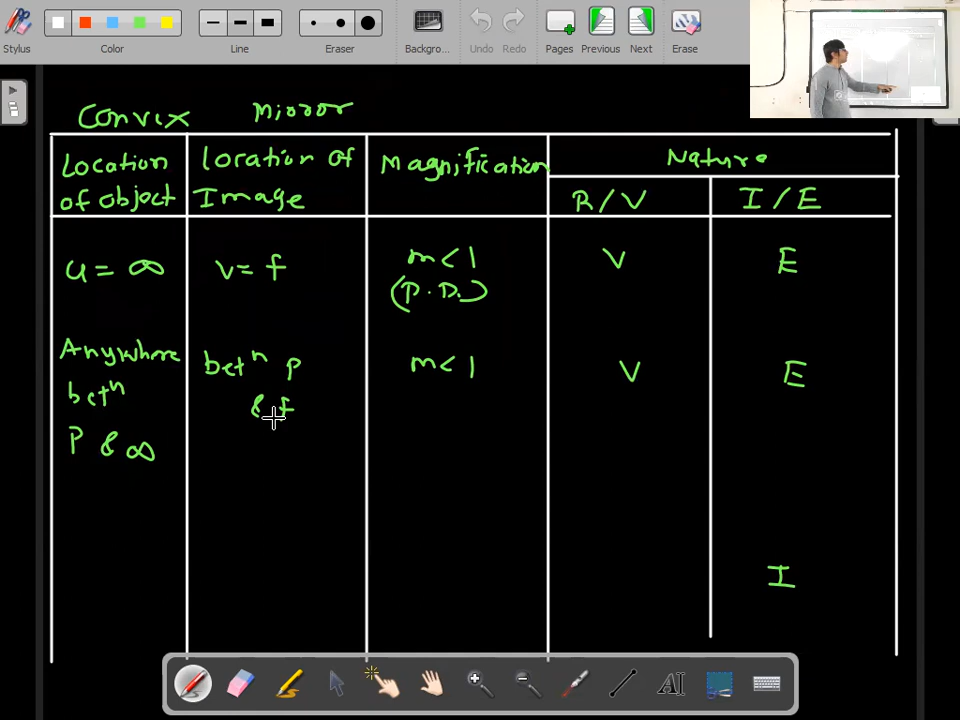 Stylus
Color
Line
Eraser
Backgro...
Undo
Redo
Pages
Previous
Next
Erase
Convex Mirror
Location of object
Location of Image
Magnification
Nature
R / V
I / E
u = ∞
v = f
m < 1
(P. D.)
V
E
Anywhere betⁿ P & ∞
betⁿ P & f
m < 1
V
E
I
AI